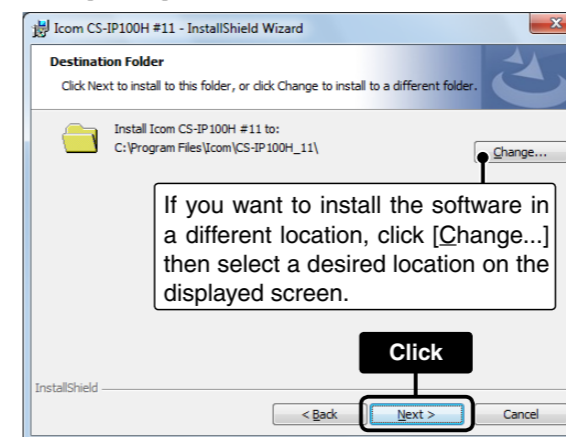 Icom CS-IP100H #11 - InstallShield Wizard
Destination Folder
Click Next to install to this folder, or click Change to install to a different folder.
Install Icom CS-IP100H #11 to:
C:\Program Files\Icom\CS-IP100H_11\
Change...
If you want to install the software in
a different location, click [Change...]
then select a desired location on the
displayed screen.
Click
InstallShield
< Back
Next >
Cancel